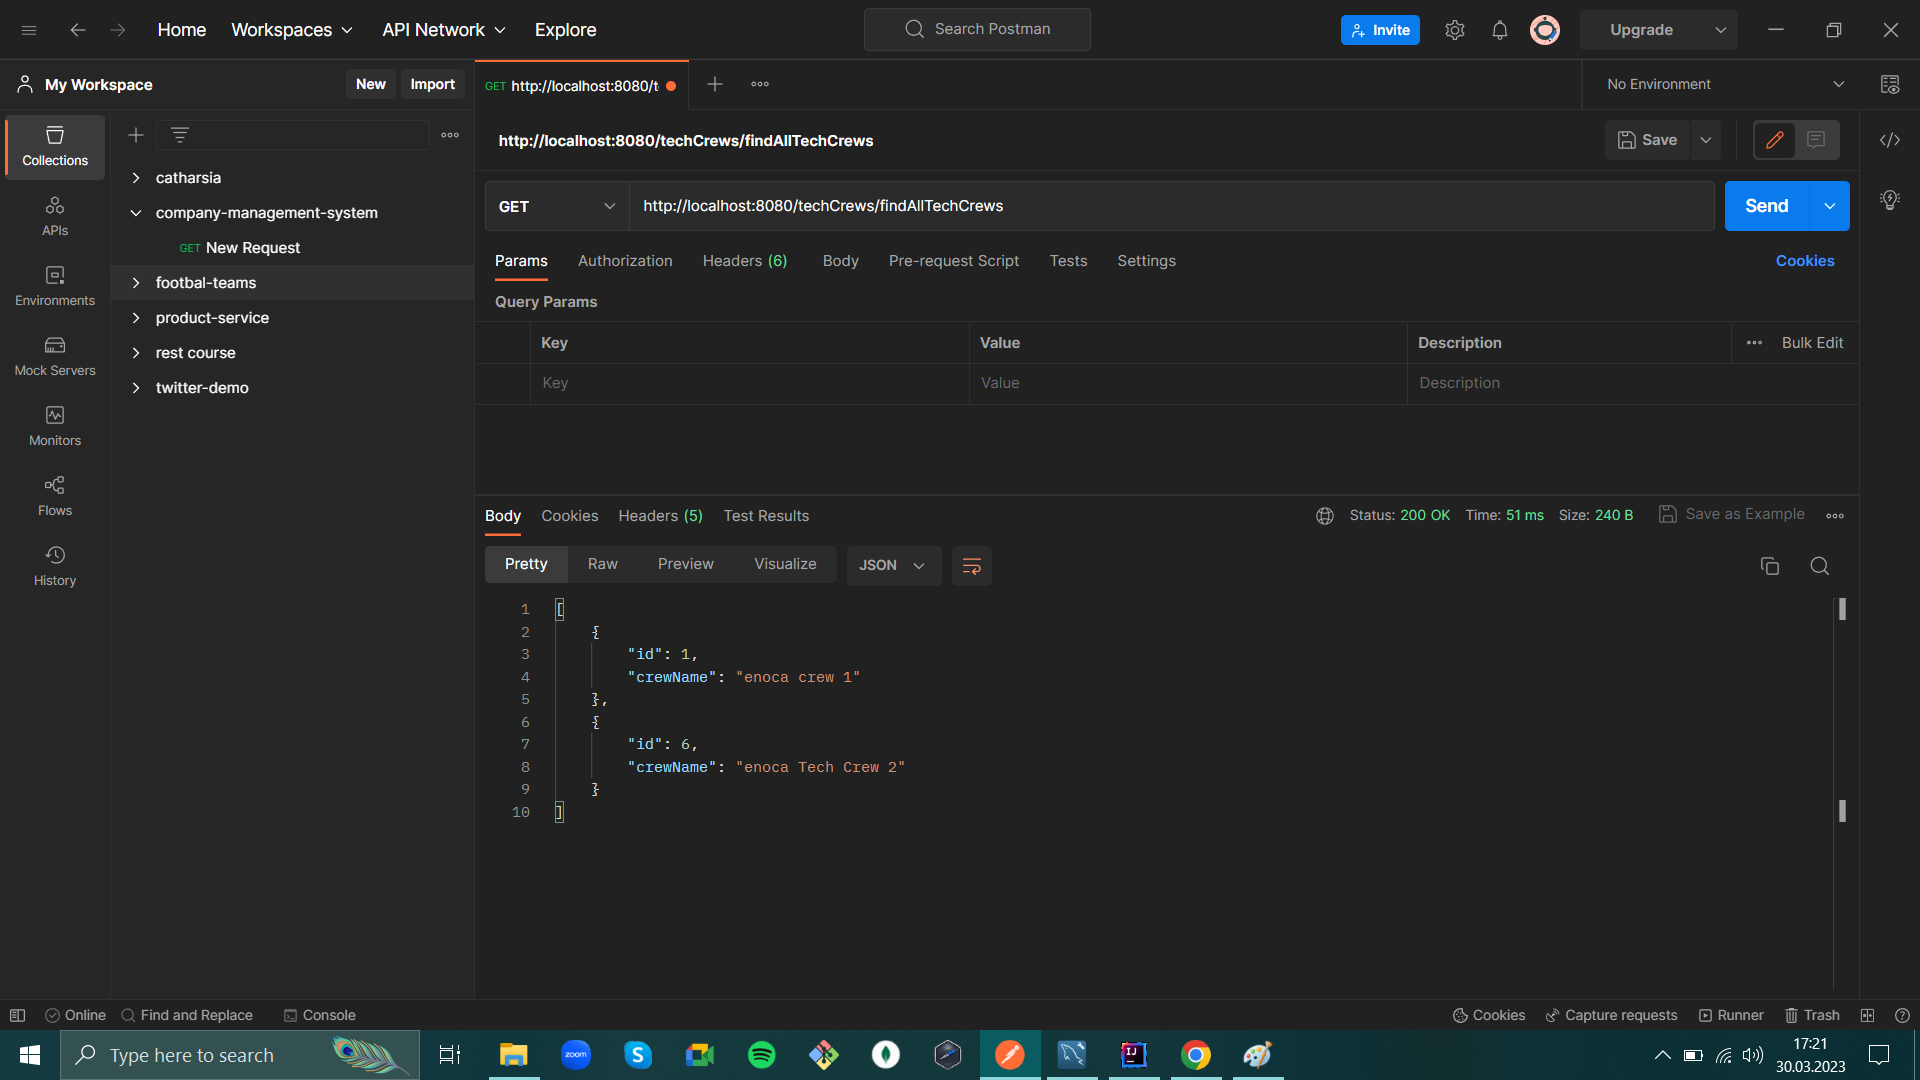 Home
Workspaces
API Network
Explore
Search Postman
Invite
Upgrade
My Workspace
New
Import
GET http://localhost:8080/t
No Environment
Collections
APIs
Environments
Mock Servers
Monitors
Flows
History
catharsia
company-management-system
GET New Request
footbal-teams
product-service
rest course
twitter-demo
http://localhost:8080/techCrews/findAllTechCrews
Save
GET
http://localhost:8080/techCrews/findAllTechCrews
Send
Params
Authorization
Headers (6)
Body
Pre-request Script
Tests
Settings
Cookies
Query Params
Key
Value
Description
Bulk Edit
Key
Value
Description
Body
Cookies
Headers (5)
Test Results
Status: 200 OK
Time: 51 ms
Size: 240 B
Save as Example
Pretty
Raw
Preview
Visualize
JSON
1 [
2 {
3 "id": 1,
4 "crewName": "enoca crew 1"
5 },
6 {
7 "id": 6,
8 "crewName": "enoca Tech Crew 2"
9 }
10 ]
Online
Find and Replace
Console
Cookies
Capture requests
Runner
Trash
Type here to search
zoom
S
IJ
17:21
30.03.2023